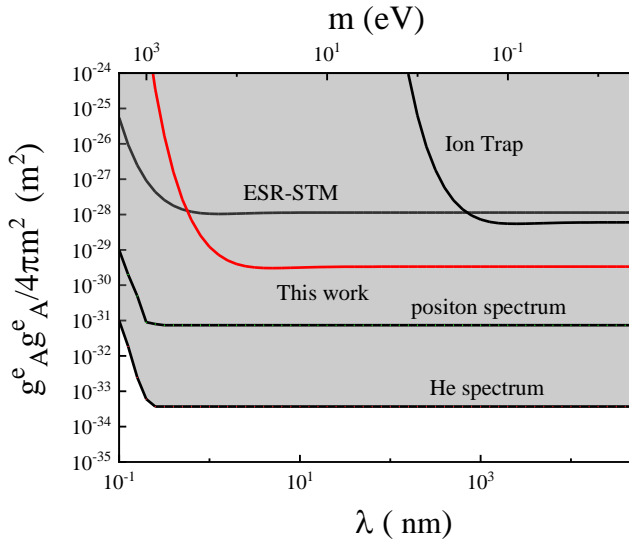 m (eV)
10³ 10¹ 10⁻¹
10⁻²⁴
10⁻²⁵
10⁻²⁶
10⁻²⁷
10⁻²⁸
10⁻²⁹
10⁻³⁰
10⁻³¹
10⁻³²
10⁻³³
10⁻³⁴
10⁻³⁵
gᵉ_A gᵉ_A/4πm² (m²)
Ion Trap
ESR-STM
This work
positon spectrum
He spectrum
10⁻¹ 10¹ 10³
λ ( nm)